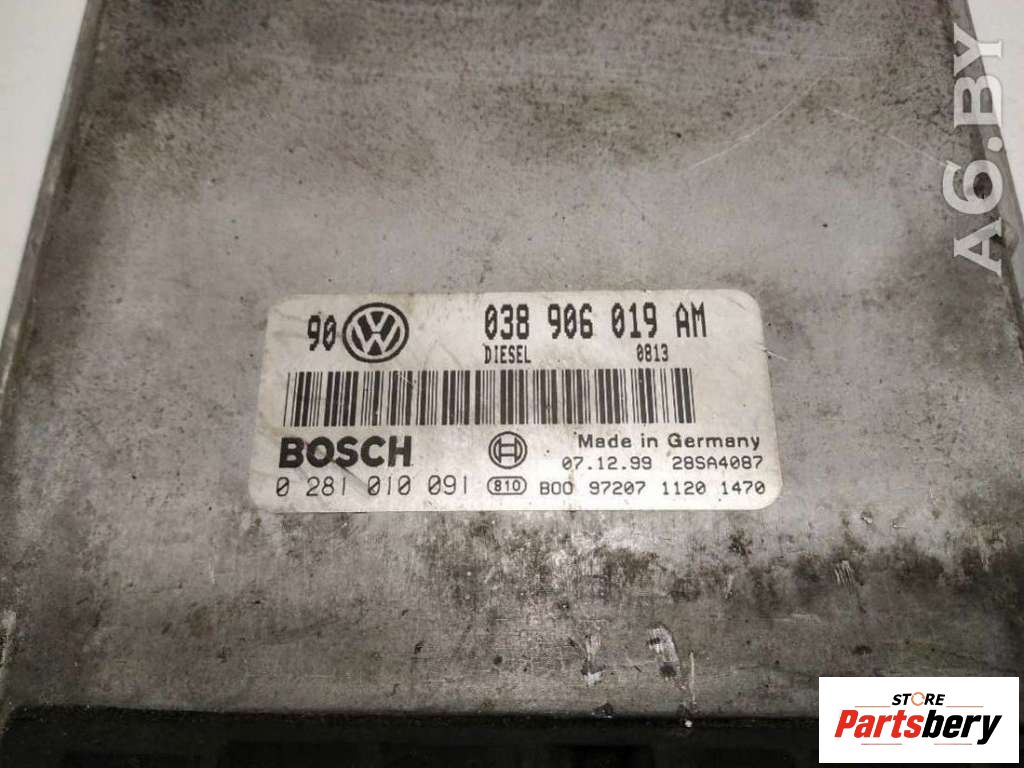 90 VW 038 906 019 AM
DIESEL 0813
BOSCH Made in Germany
07.12.99 28SA4087
0 281 010 091 810 B00 97207 1120 1470
A6.BY
STORE
Partsbery